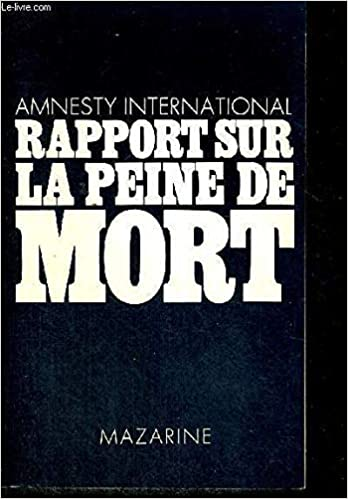 Le-livre.com
AMNESTY INTERNATIONAL
RAPPORT SUR
LA PEINE DE
MORT
MAZARINE